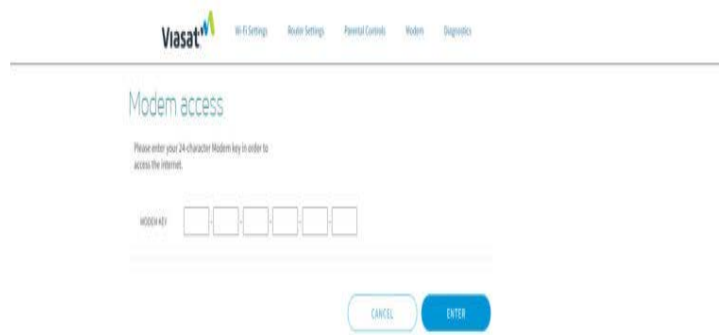 Viasat
Wi-Fi Settings Router Settings Parental Controls Modem Diagnostics
Modem access
Please enter your 24-character Modem key in order to
access the internet.
MODEM KEY - - - - -
CANCEL ENTER